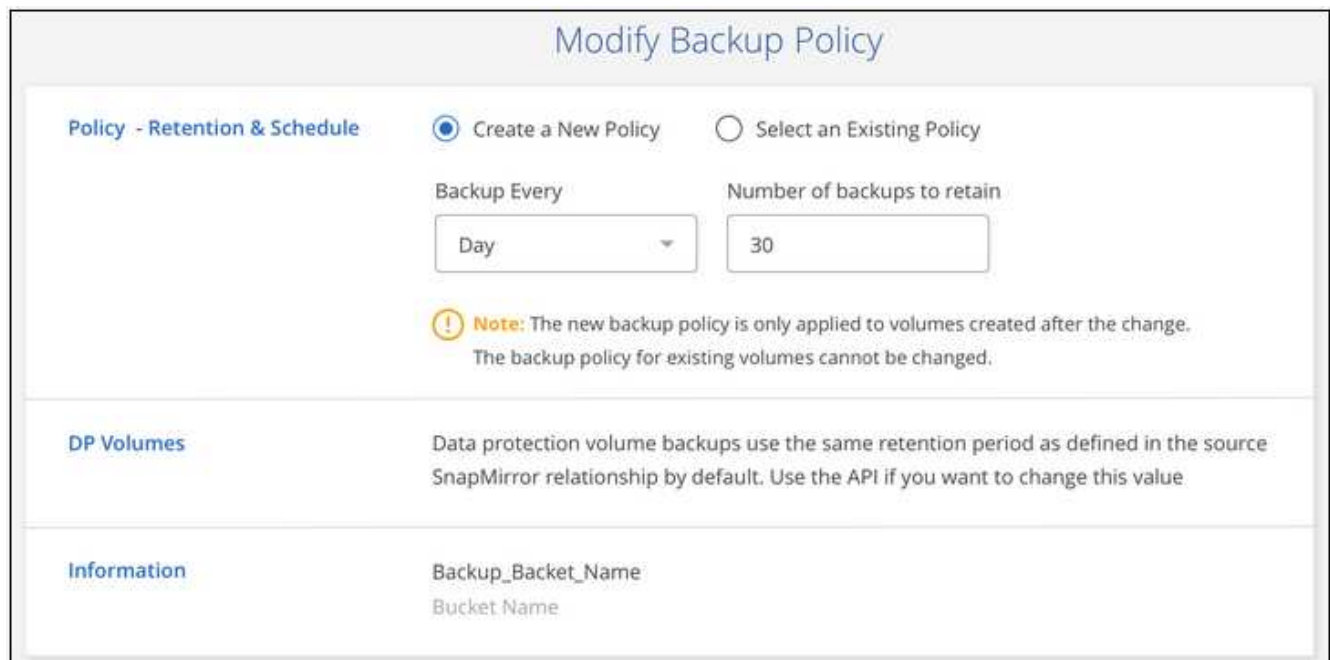 Modify Backup Policy
Policy - Retention & Schedule
Create a New Policy
Select an Existing Policy
Backup Every
Number of backups to retain
Day
30
Note: The new backup policy is only applied to volumes created after the change.
The backup policy for existing volumes cannot be changed.
DP Volumes
Data protection volume backups use the same retention period as defined in the source
SnapMirror relationship by default. Use the API if you want to change this value
Information
Backup_Backet_Name
Bucket Name